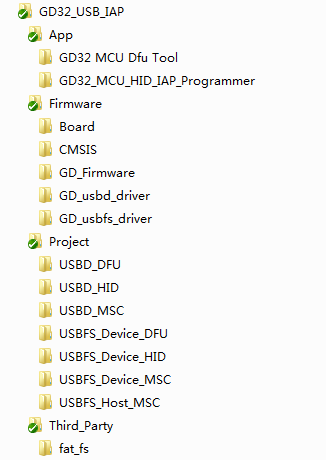 GD32_USB_IAP
App
GD32 MCU Dfu Tool
GD32_MCU_HID_IAP_Programmer
Firmware
Board
CMSIS
GD_Firmware
GD_usbd_driver
GD_usbfs_driver
Project
USBD_DFU
USBD_HID
USBD_MSC
USBFS_Device_DFU
USBFS_Device_HID
USBFS_Device_MSC
USBFS_Host_MSC
Third_Party
fat_fs